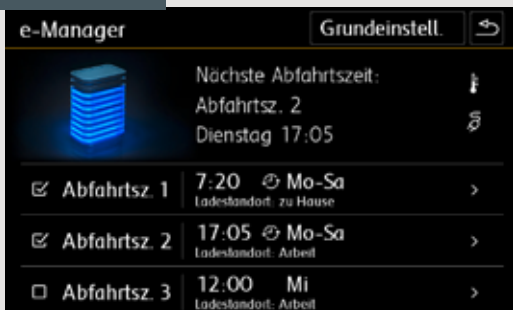 e-Manager
Grundeinstell.
Nächste Abfahrtszeit:
Abfahrtsz. 2
Dienstag 17:05
Abfahrtsz. 1
7:20 Mo-Sa
Ladestandort: zu Hause
Abfahrtsz. 2
17:05 Mo-Sa
Ladestandort: Arbeit
Abfahrtsz. 3
12:00 Mi
Ladestandort: Arbeit